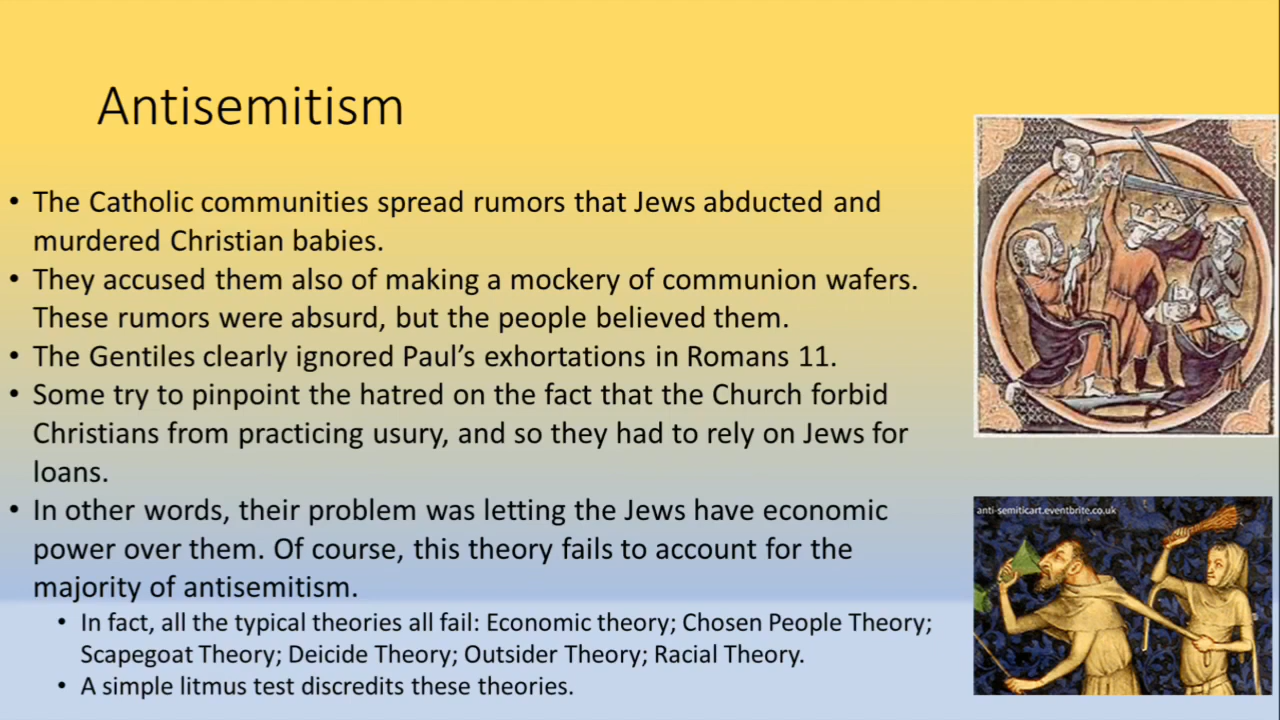 Antisemitism
• The Catholic communities spread rumors that Jews abducted and
murdered Christian babies.
• They accused them also of making a mockery of communion wafers.
These rumors were absurd, but the people believed them.
• The Gentiles clearly ignored Paul's exhortations in Romans 11.
• Some try to pinpoint the hatred on the fact that the Church forbid
Christians from practicing usury, and so they had to rely on Jews for
loans.
• In other words, their problem was letting the Jews have economic
power over them. Of course, this theory fails to account for the
majority of antisemitism.
• In fact, all the typical theories all fail: Economic theory; Chosen People Theory;
Scapegoat Theory; Deicide Theory; Outsider Theory; Racial Theory.
• A simple litmus test discredits these theories.
anti-semiticart.eventbrite.co.uk